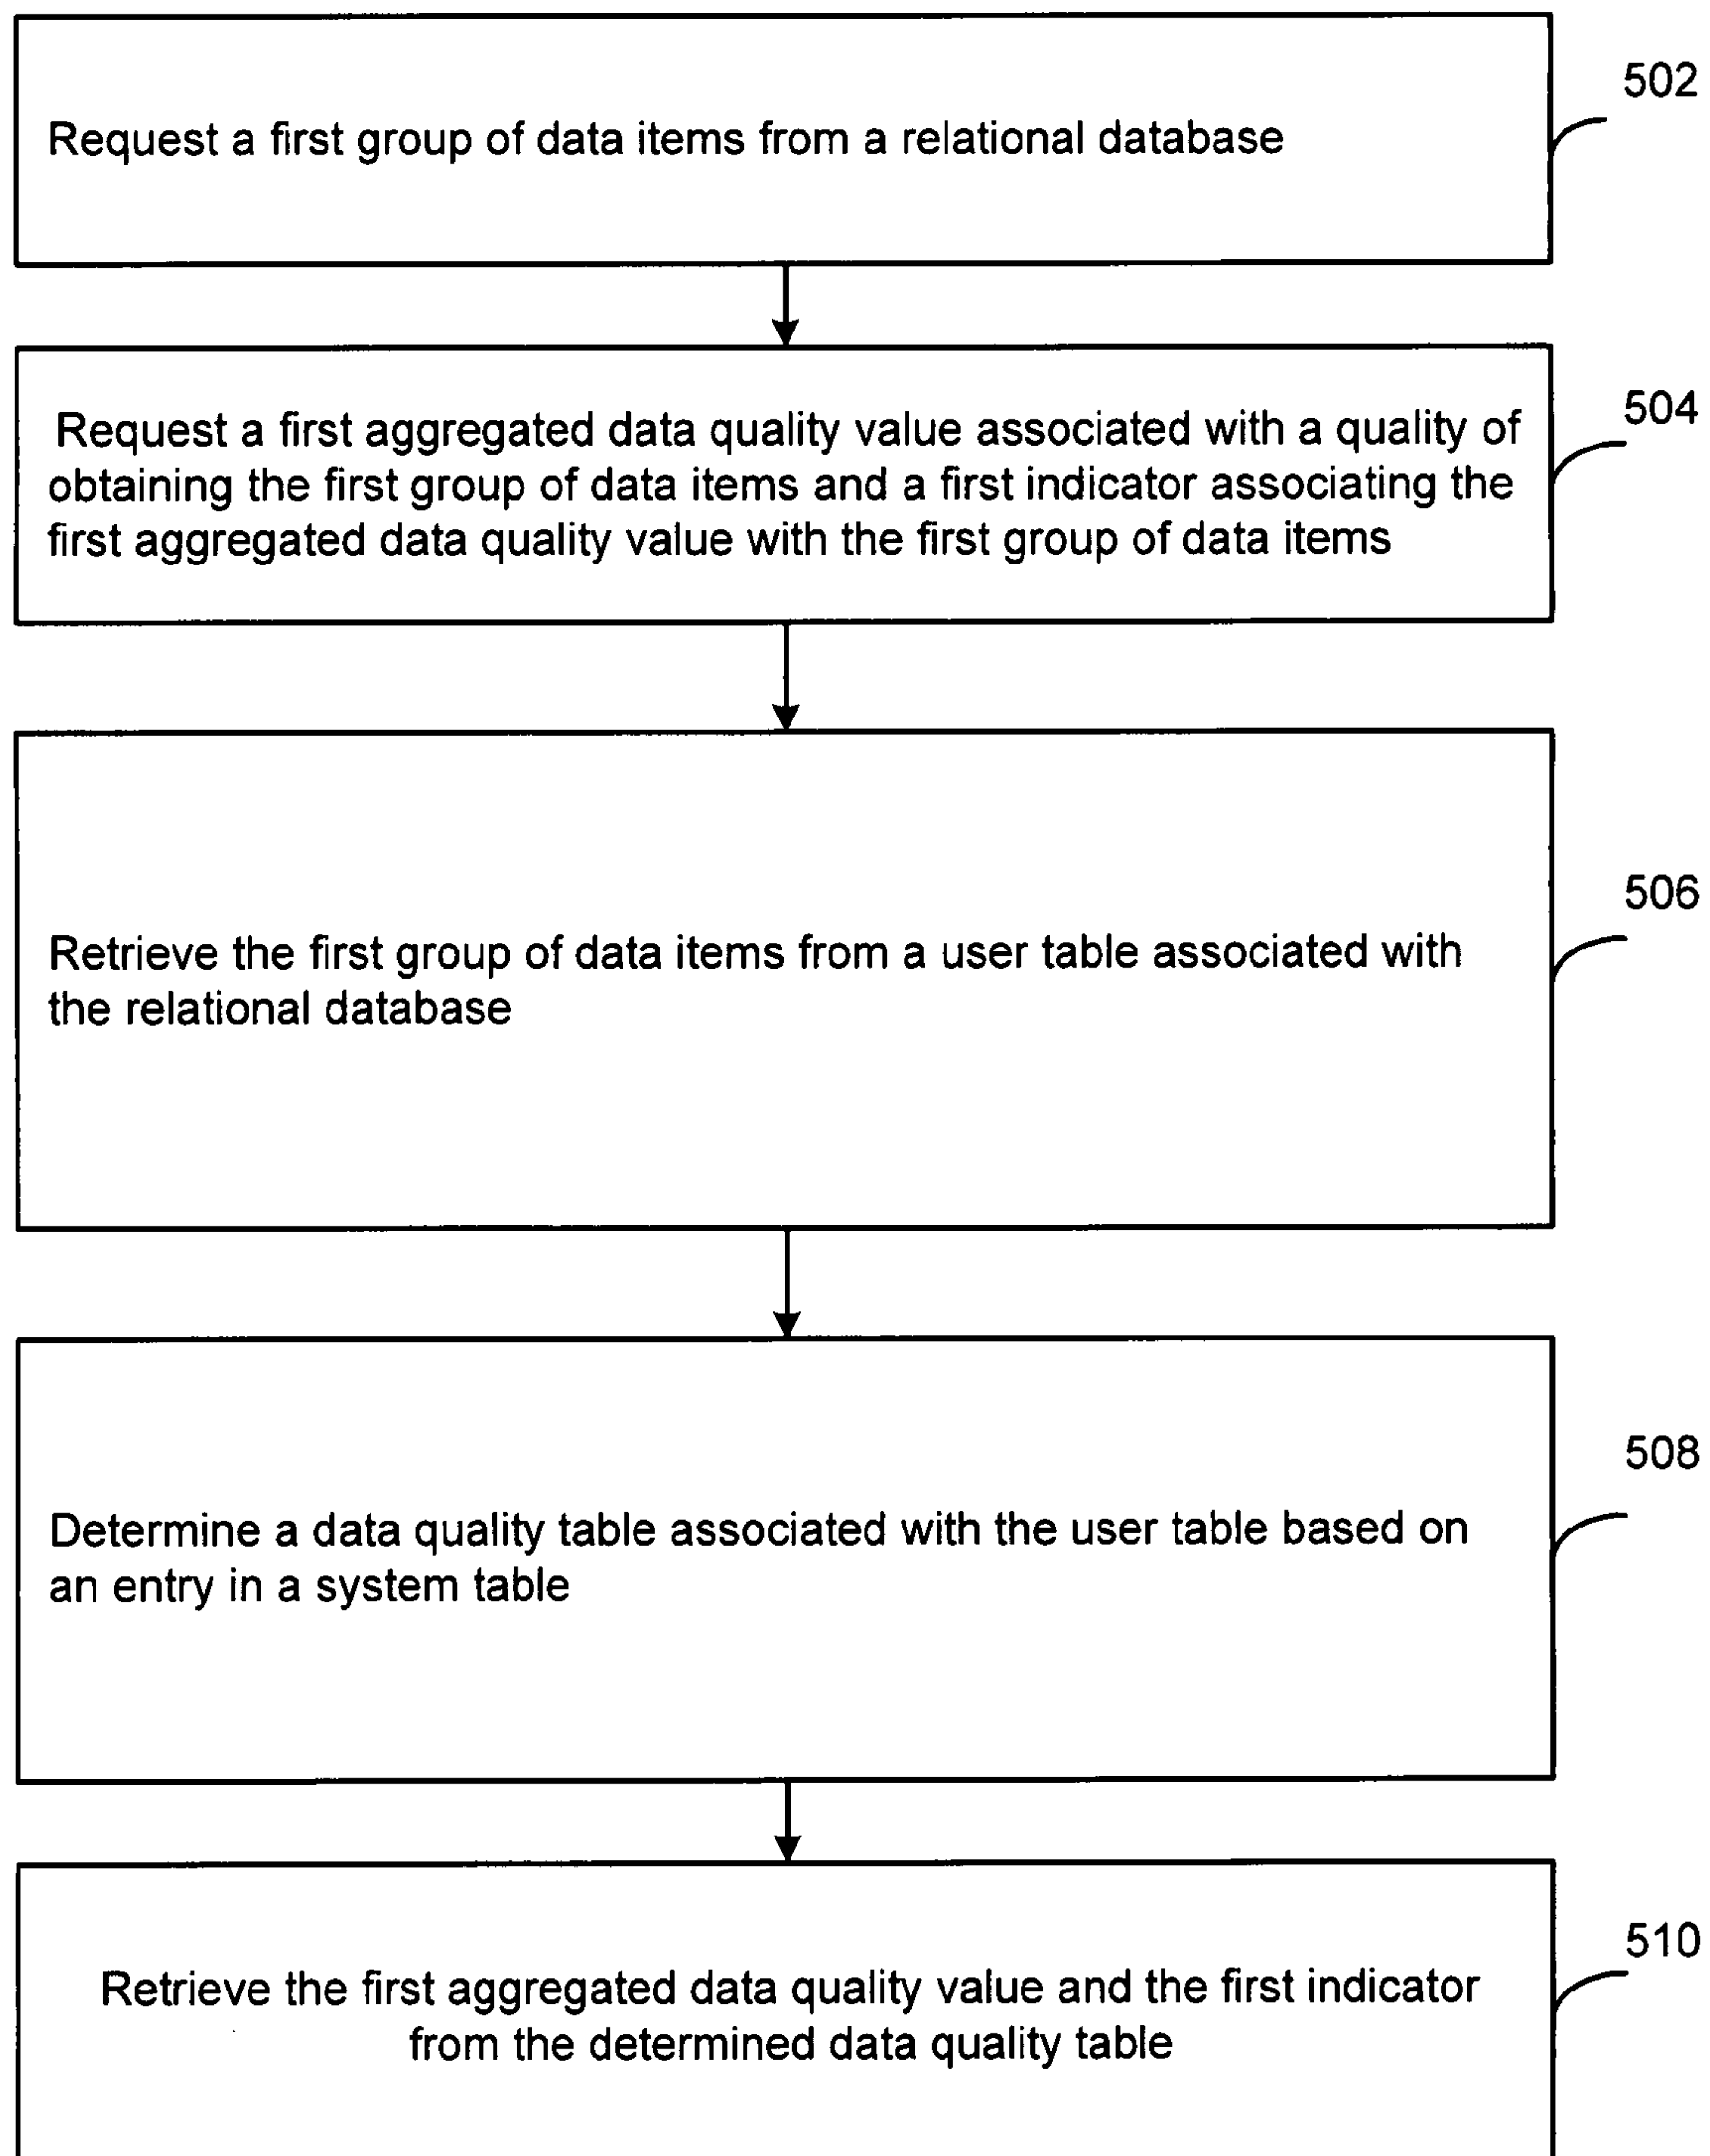 502
Request a first group of data items from a relational database
504
Request a first aggregated data quality value associated with a quality of
obtaining the first group of data items and a first indicator associating the
first aggregated data quality value with the first group of data items
506
Retrieve the first group of data items from a user table associated with
the relational database
508
Determine a data quality table associated with the user table based on
an entry in a system table
510
Retrieve the first aggregated data quality value and the first indicator
from the determined data quality table